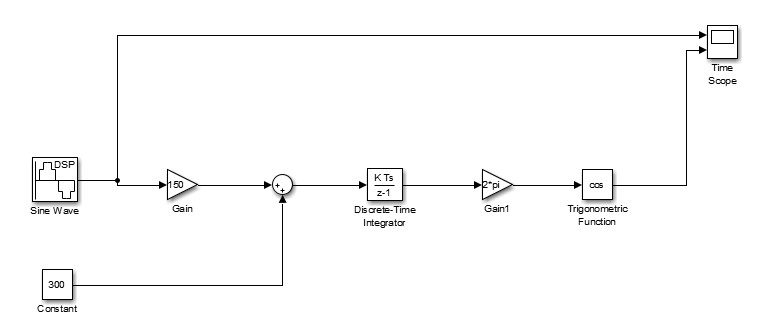 Time
Scope
DSP
Sine Wave
150
Gain
+
+
K Ts
z-1
Discrete-Time
Integrator
2*pi
Gain1
cos
Trigonometric
Function
300
Constant